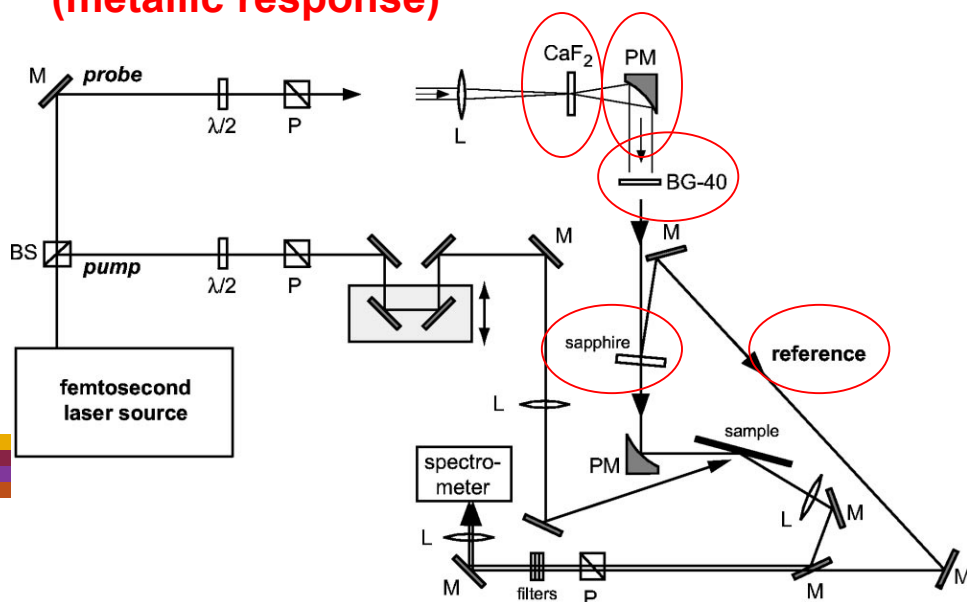 (metallic response)
CaF2
PM
M
probe
λ/2
P
L
BG-40
BS
pump
λ/2
P
M
M
sapphire
reference
femtosecond
laser source
L
sample
PM
spectro-
meter
L
M
L
M
filters
P
M
M